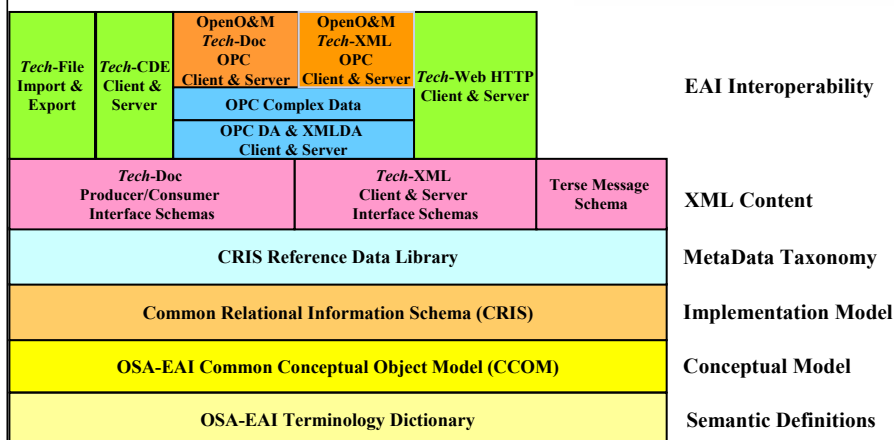 Tech-File
Import &
Export
Tech-CDE
Client &
Server
OpenO&M
Tech-Doc
OPC
Client & Server
OpenO&M
Tech-XML
OPC
Client & Server
OPC Complex Data
OPC DA & XMLDA
Client & Server
Tech-Web HTTP
Client & Server
EAI Interoperability
Tech-Doc
Producer/Consumer
Interface Schemas
Tech-XML
Client & Server
Interface Schemas
Terse Message
Schema
XML Content
CRIS Reference Data Library
MetaData Taxonomy
Common Relational Information Schema (CRIS)
Implementation Model
OSA-EAI Common Conceptual Object Model (CCOM)
Conceptual Model
OSA-EAI Terminology Dictionary
Semantic Definitions